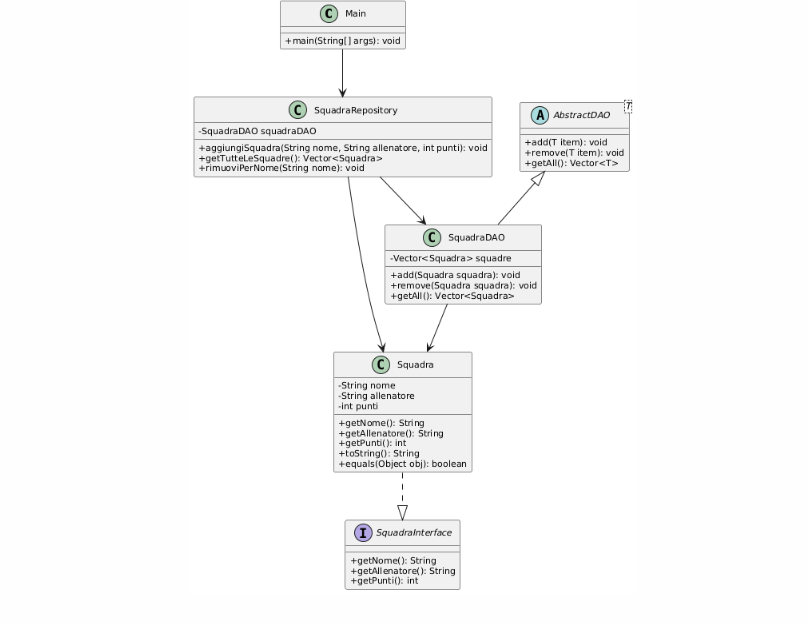 C Main
+main(String[] args): void
C SquadraRepository
-SquadraDAO squadraDAO
+aggiungiSquadra(String nome, String allenatore, int punti): void
+getTutteLeSquadre(): Vector<Squadra>
+rimuoviPerNome(String nome): void
A AbstractDAO
T
+add(T item): void
+remove(T item): void
+getAll(): Vector<T>
C SquadraDAO
-Vector<Squadra> squadre
+add(Squadra squadra): void
+remove(Squadra squadra): void
+getAll(): Vector<Squadra>
C Squadra
-String nome
-String allenatore
-int punti
+getNome(): String
+getAllenatore(): String
+getPunti(): int
+toString(): String
+equals(Object obj): boolean
I SquadraInterface
+getNome(): String
+getAllenatore(): String
+getPunti(): int